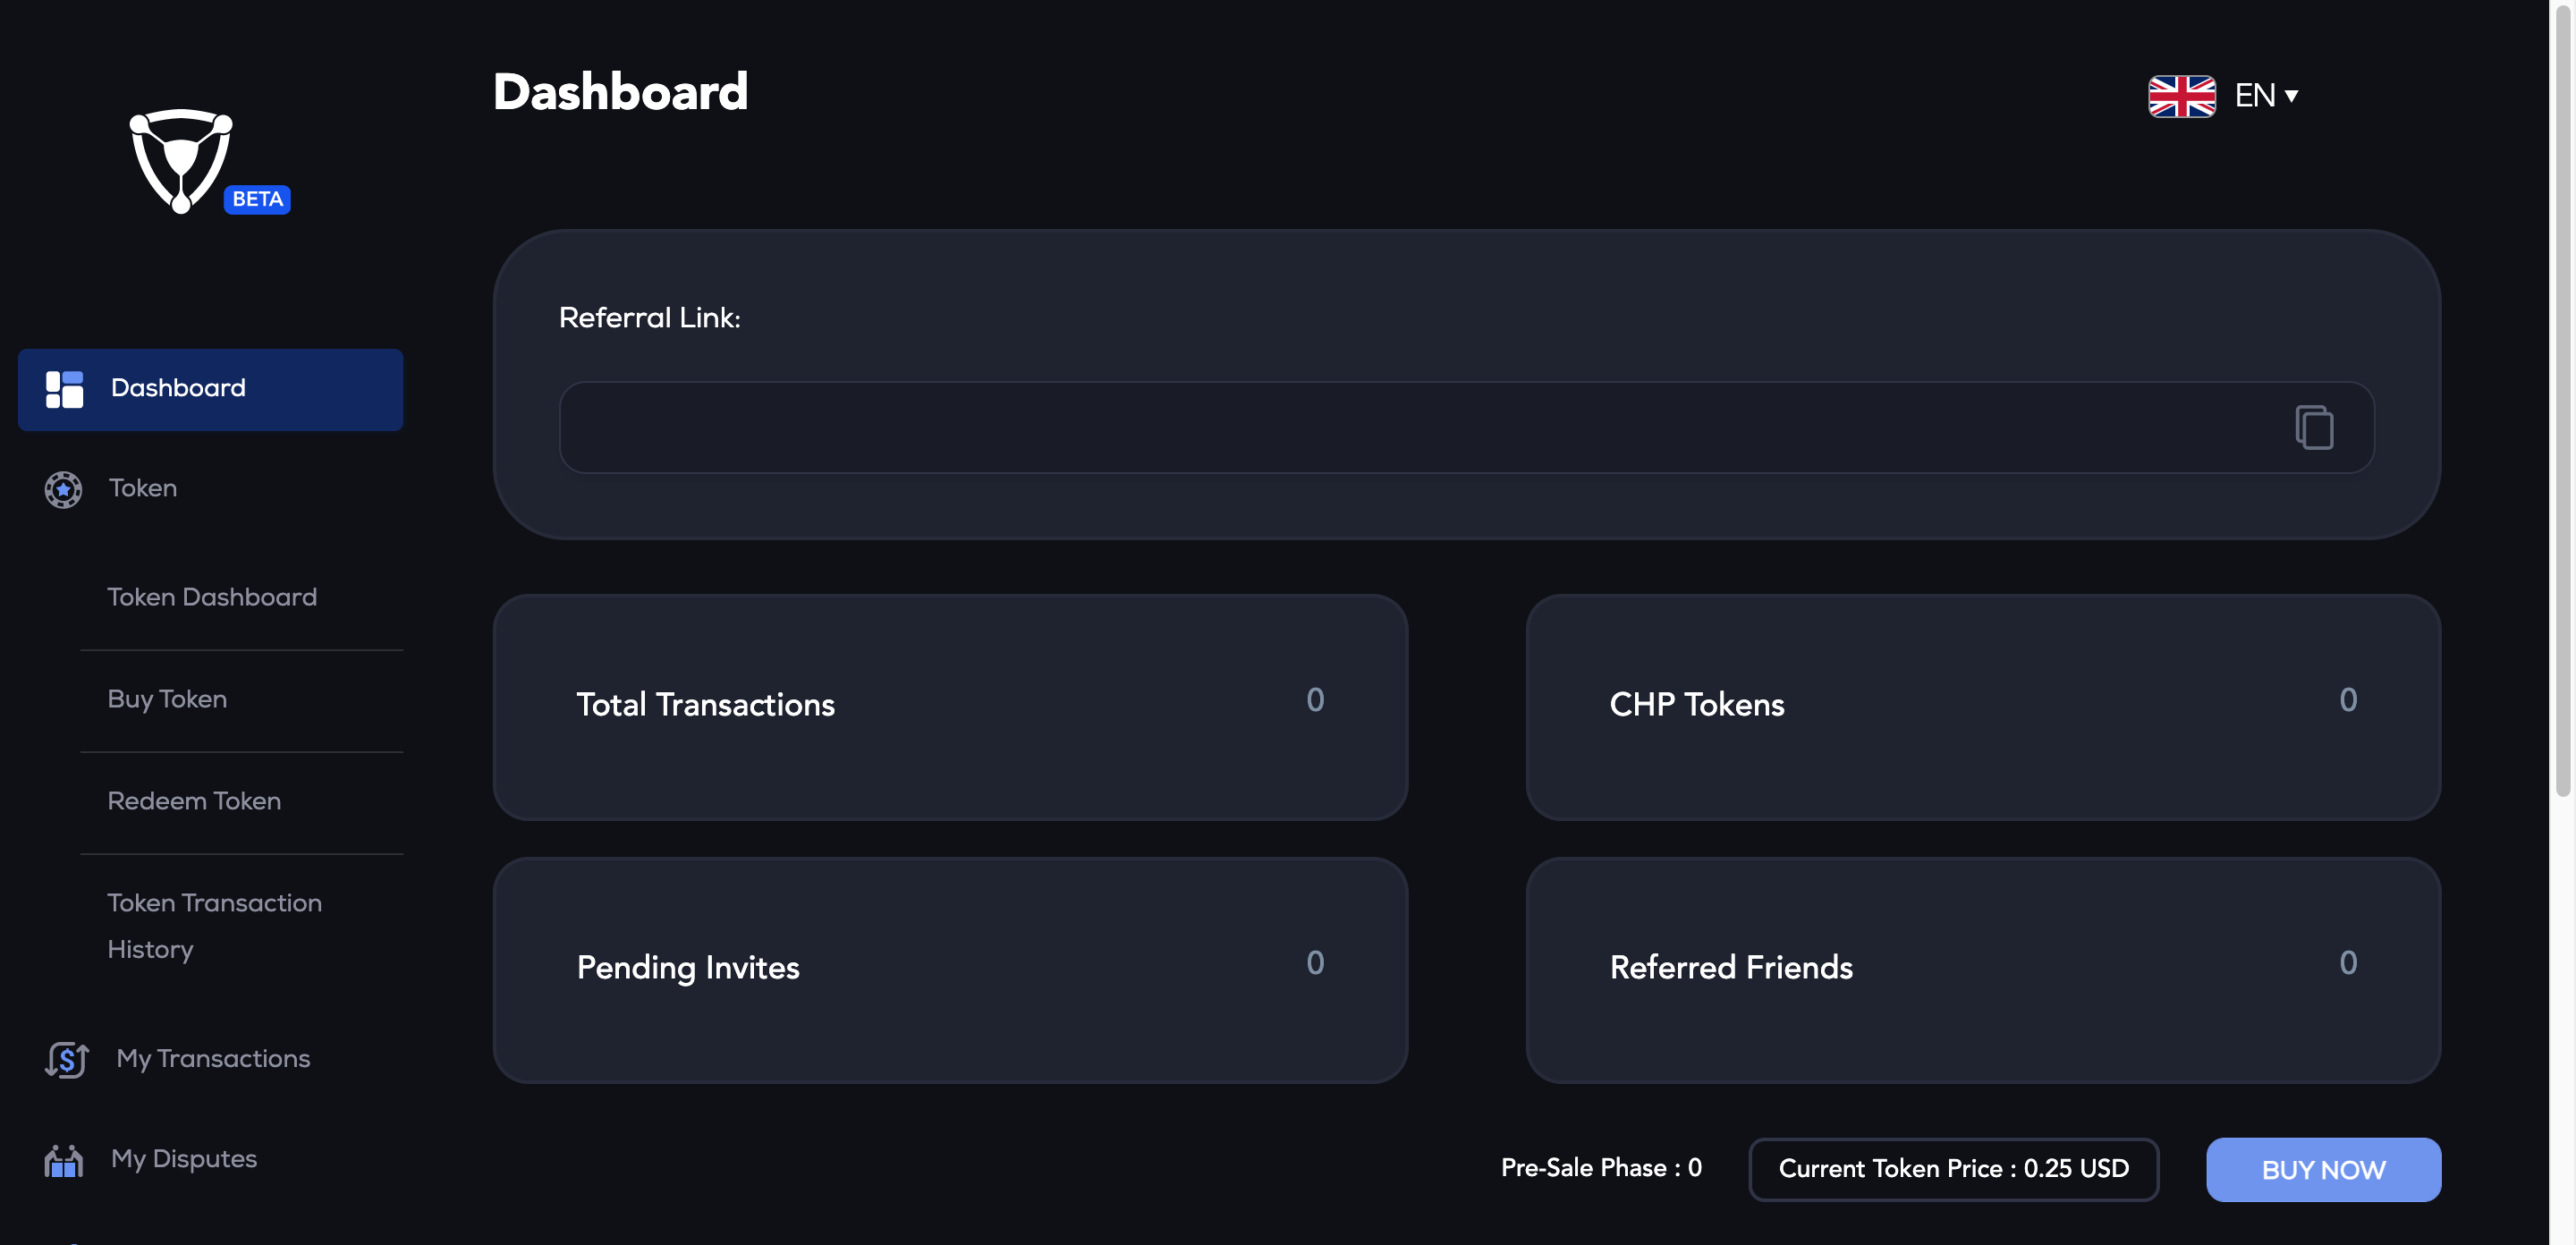 Dashboard
EN
BETA
Dashboard
Token
Token Dashboard
Buy Token
Redeem Token
Token Transaction
History
My Transactions
My Disputes
Referral Link:
Total Transactions 0
CHP Tokens 0
Pending Invites 0
Referred Friends 0
Pre-Sale Phase : 0
Current Token Price : 0.25 USD
BUY NOW